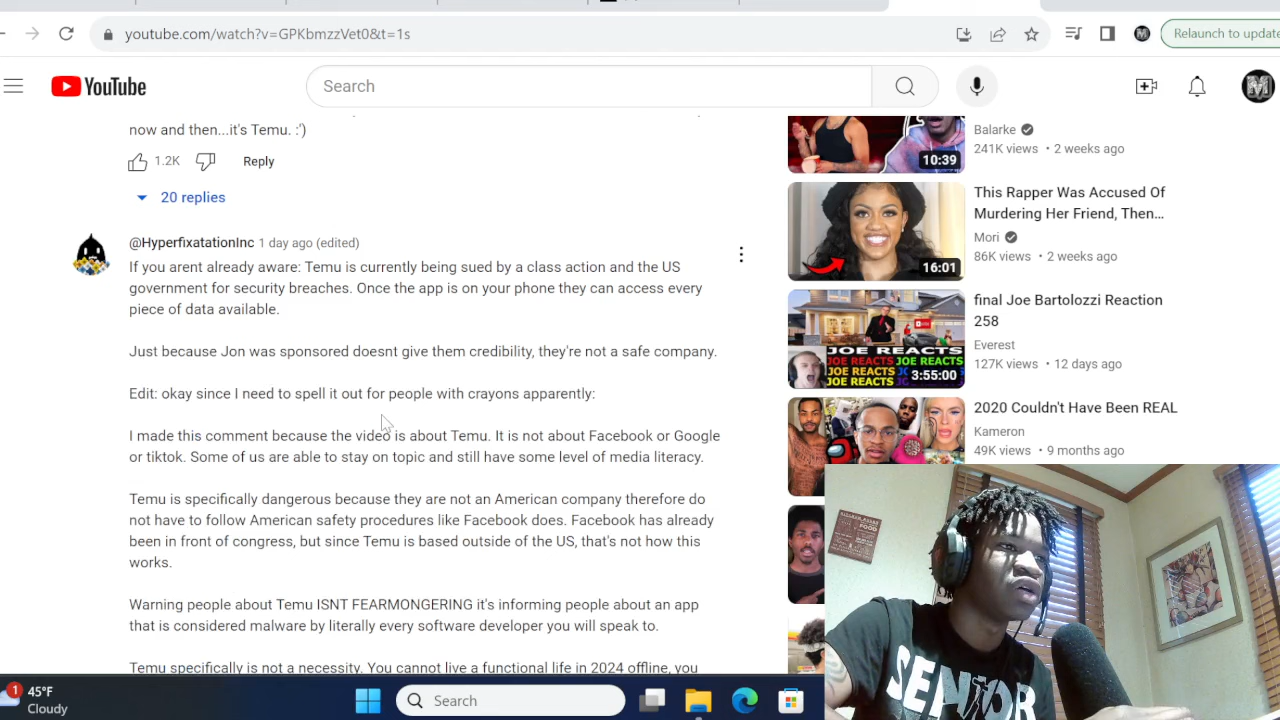 youtube.com/watch?v=GPKbmzzVet0&t=1s
Relaunch to update
YouTube
Search
now and then...it's Temu. :')
1.2K
Reply
20 replies
@HyperfixatationInc 1 day ago (edited)
If you arent already aware: Temu is currently being sued by a class action and the US
government for security breaches. Once the app is on your phone they can access every
piece of data available.
Just because Joe was sponsored doesnt give them credibility, they're not a safe company.
Edit: okay since I need to spell it out for people with crayons apparently:
I made this comment because the video is about Temu. It is not about Facebook or Google
or tiktok. Some of us are able to stay on topic and still have some level of media literacy.
Temu is specifically dangerous because they are not an American company therefore do
not have to follow American safety procedures like Facebook does. Facebook has already
been in front of congress, but since Temu is based outside of the US, that's not how this
works.
Warning people about Temu ISNT FEARMONGERING it's informing people about an app
that is considered malware by literally every software developer you will speak to.
Temu specifically is not a necessity. You cannot live a functional life in 2024 offline, you
Balarke
241K views • 2 weeks ago
10:39
This Rapper Was Accused Of
Murdering Her Friend, Then...
Mori
86K views • 2 weeks ago
16:01
final Joe Bartolozzi Reaction
258
Everest
127K views • 12 days ago
JOE REACTS
JOE REACTS
JOE REACTS
3:55:00
2020 Couldn't Have Been REAL
Kameron
49K views • 9 months ago
FOOD
SENIOR
1
45°F
Cloudy
Search